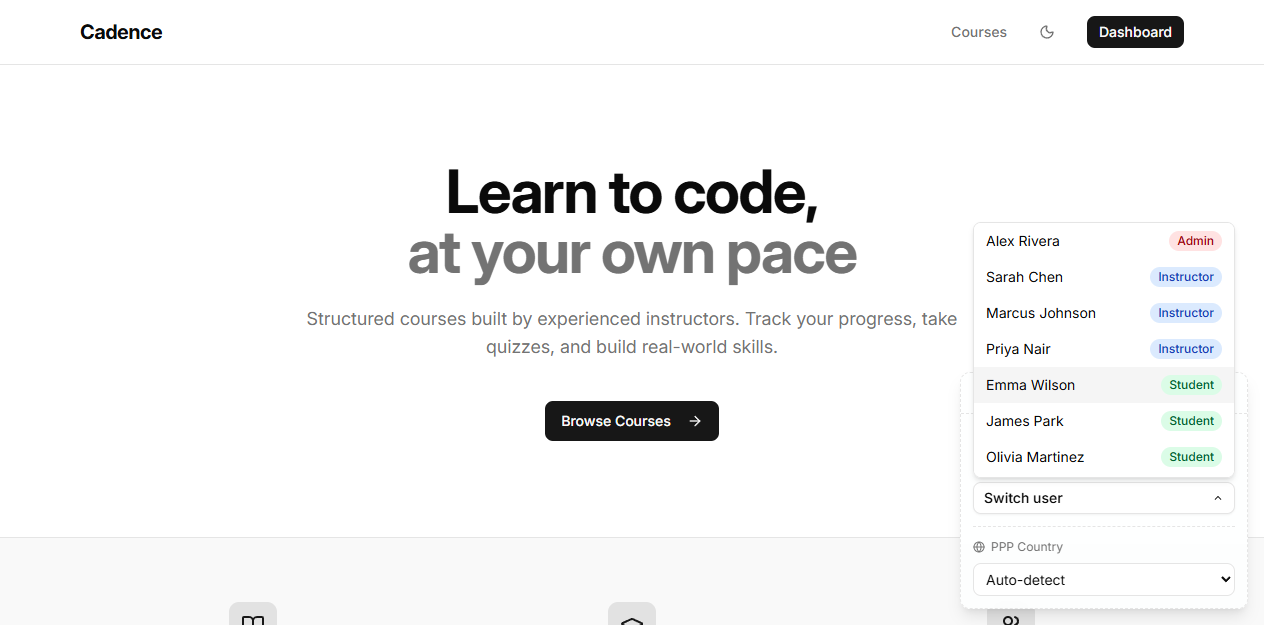 Cadence
Courses
Dashboard
Learn to code,
at your own pace
Structured courses built by experienced instructors. Track your progress, take
quizzes, and build real-world skills.
Browse Courses
Alex Rivera Admin
Sarah Chen Instructor
Marcus Johnson Instructor
Priya Nair Instructor
Emma Wilson Student
James Park Student
Olivia Martinez Student
Switch user
PPP Country
Auto-detect